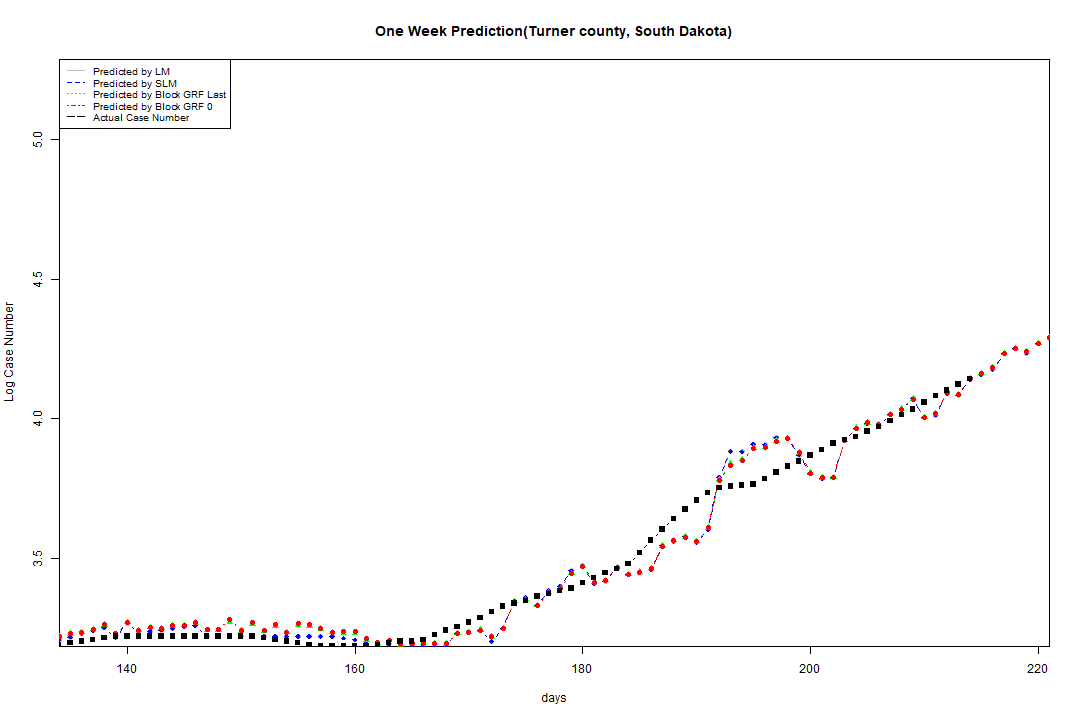 One Week Prediction(Turner county, South Dakota)
Predicted by LM
Predicted by SLM
Predicted by Block GRF Last
Predicted by Block GRF 0
Actual Case Number
5.0
4.5
4.0
3.5
Log Case Number
140 160 180 200 220
days